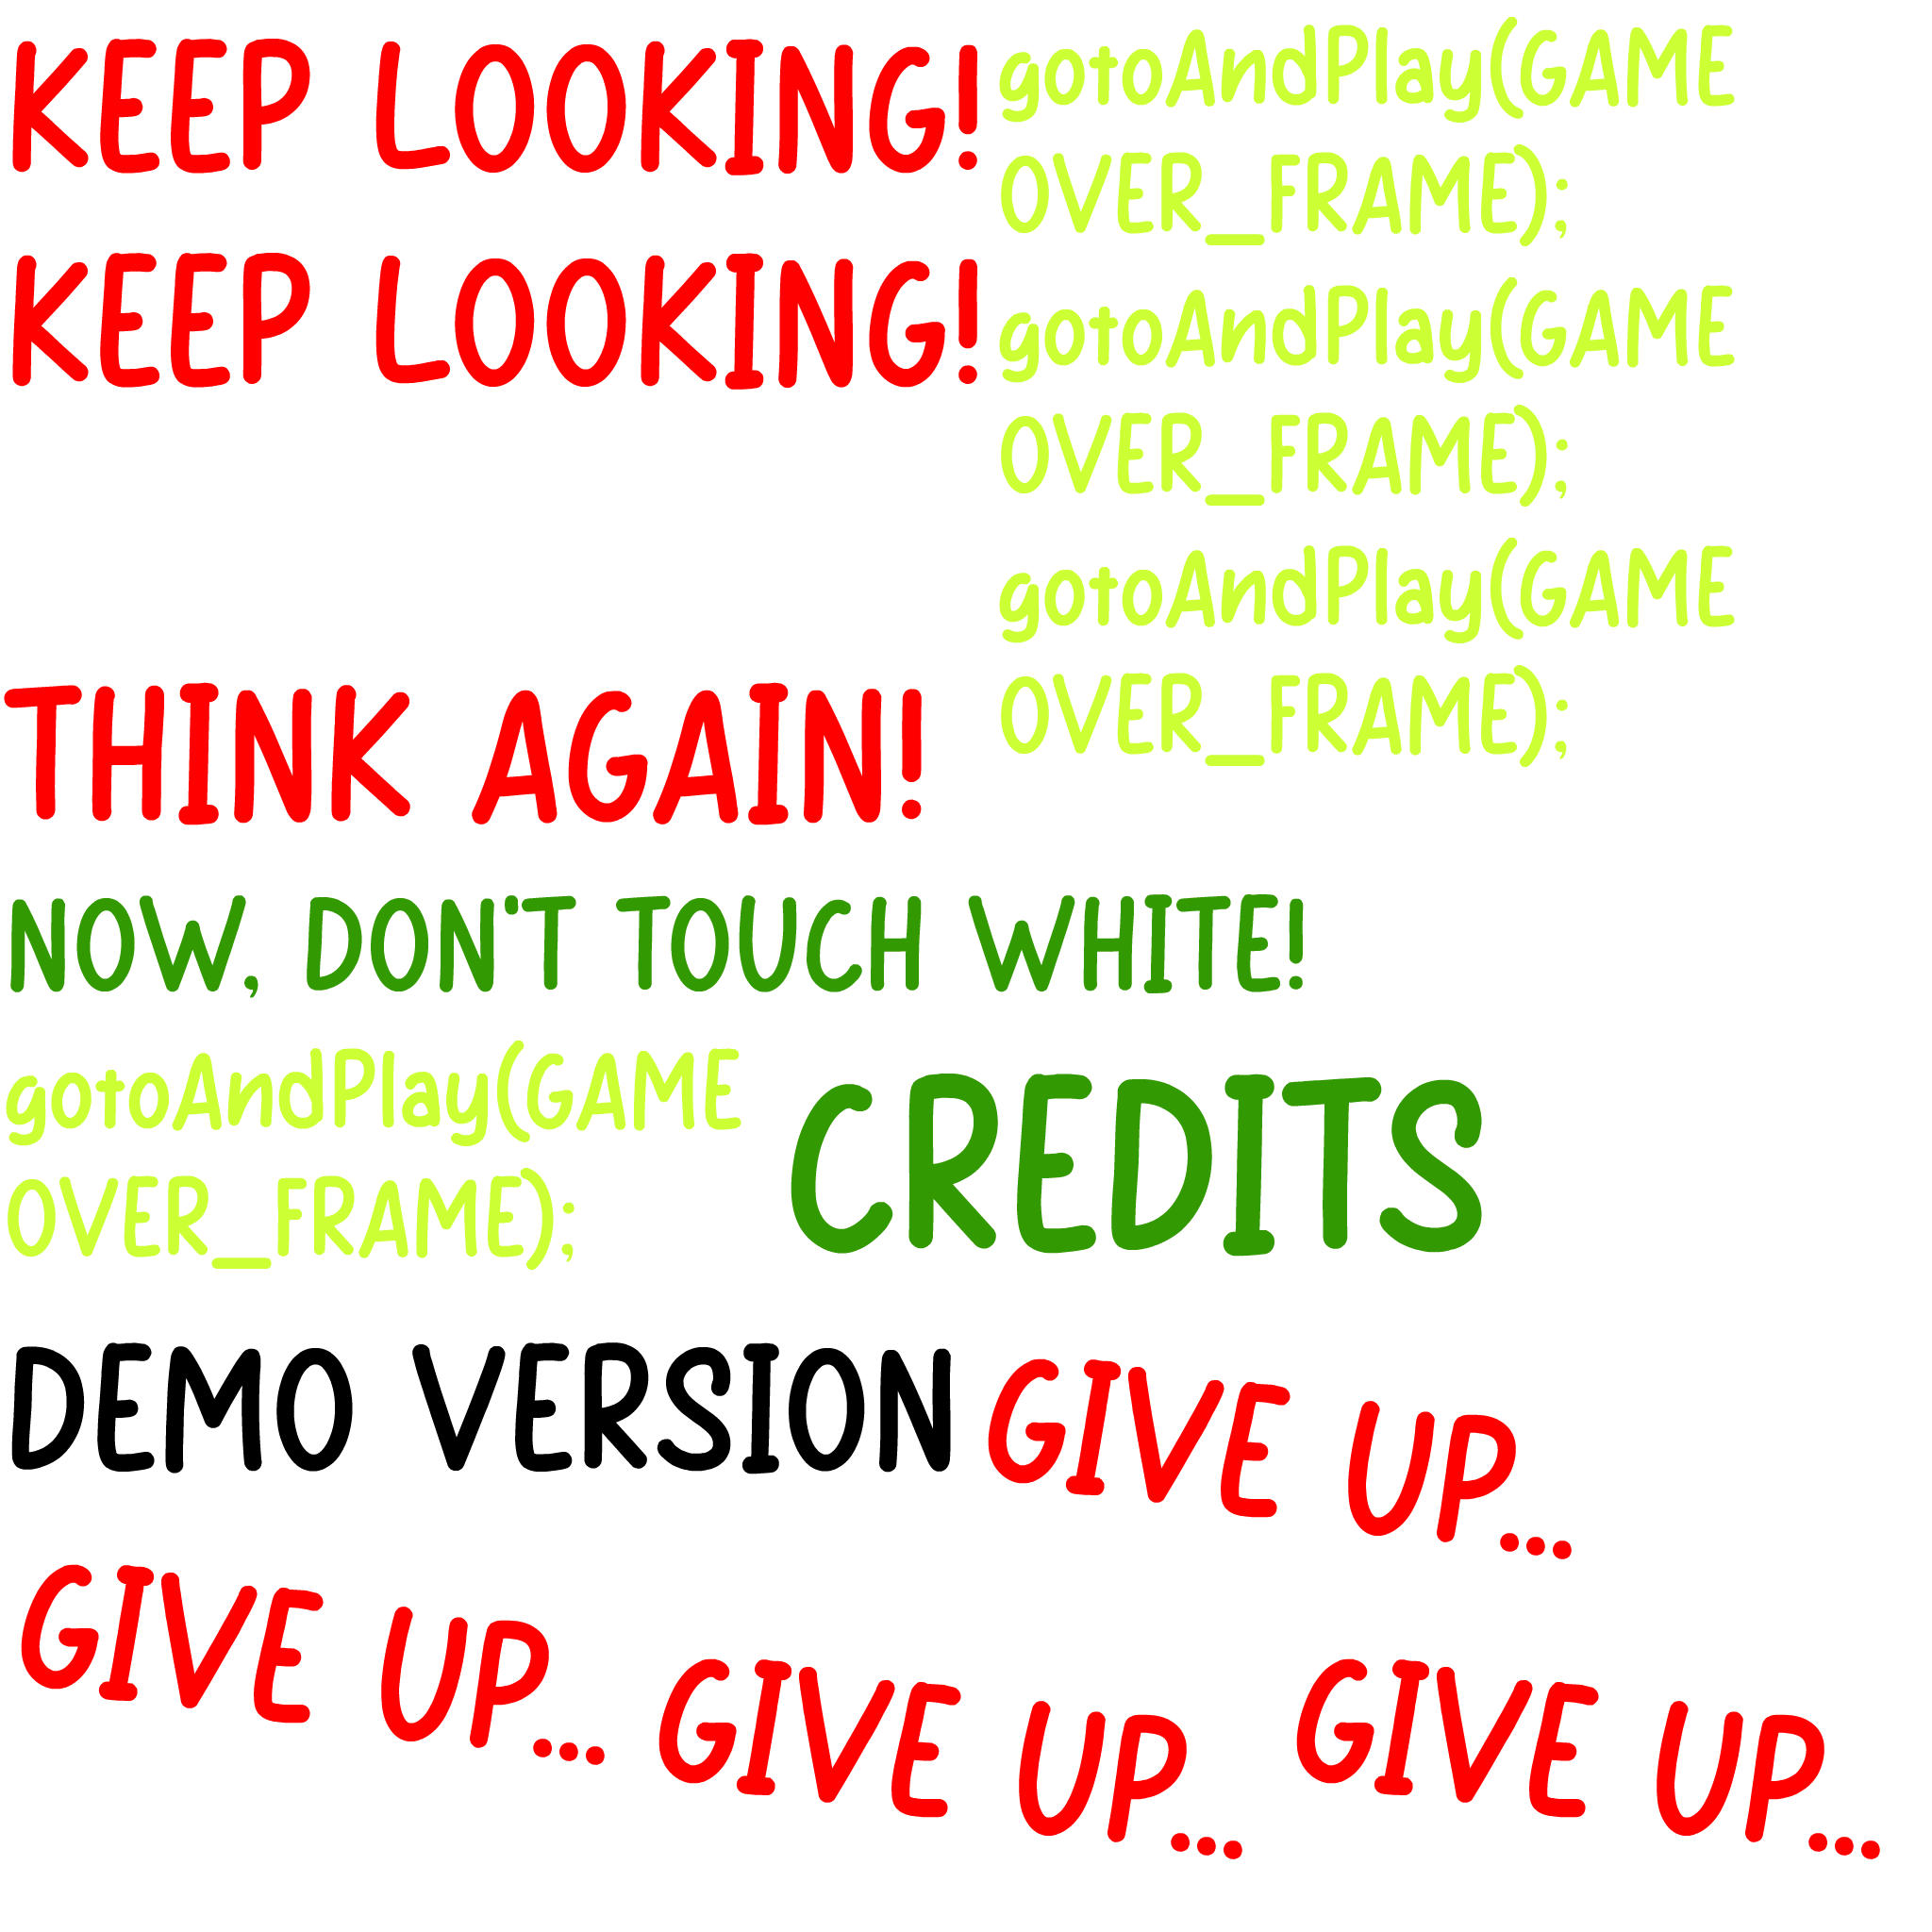 KEEP LOOKING!
gotoAndPlay(GAME
OVER_FRAME);
KEEP LOOKING!
gotoAndPlay(GAME
OVER_FRAME);
gotoAndPlay(GAME
OVER_FRAME);
THINK AGAIN!
NOW, DON'T TOUCH WHITE!
gotoAndPlay(GAME
OVER_FRAME);
CREDITS
DEMO VERSION
GIVE UP...
GIVE UP...
GIVE UP...
GIVE UP...